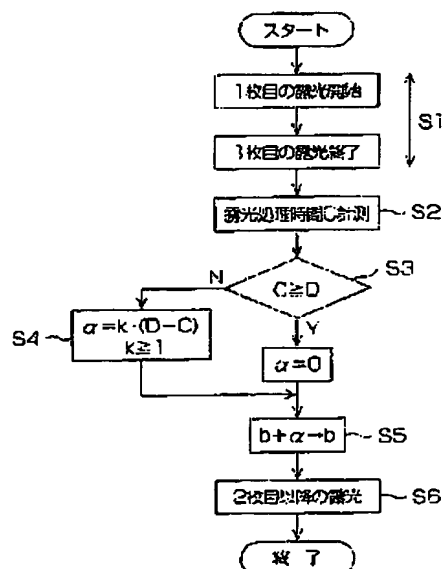 スタート
1枚目の露光開始
S1
1枚目の露光終了
露光処理時間C計測
S2
S3
N
C≧D
Y
S4
α=k・(D-C)
k≧1
α=0
b+α→b
S5
2枚目以降の露光
S6
終了